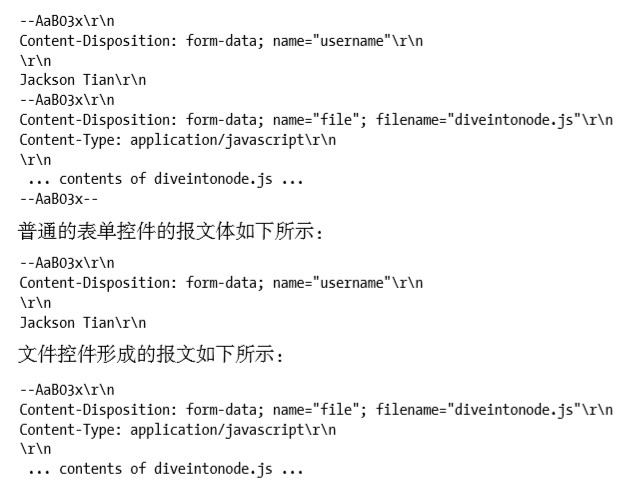 --AaB03x\r\n
Content-Disposition: form-data; name="username"\r\n
\r\n
Jackson Tian\r\n
--AaB03x\r\n
Content-Disposition: form-data; name="file"; filename="diveintonode.js"\r\n
Content-Type: application/javascript\r\n
\r\n
 ... contents of diveintonode.js ...
--AaB03x--
普通的表单控件的报文体如下所示：
--AaB03x\r\n
Content-Disposition: form-data; name="username"\r\n
\r\n
Jackson Tian\r\n
文件控件形成的报文如下所示：
--AaB03x\r\n
Content-Disposition: form-data; name="file"; filename="diveintonode.js"\r\n
Content-Type: application/javascript\r\n
\r\n
 ... contents of diveintonode.js ...